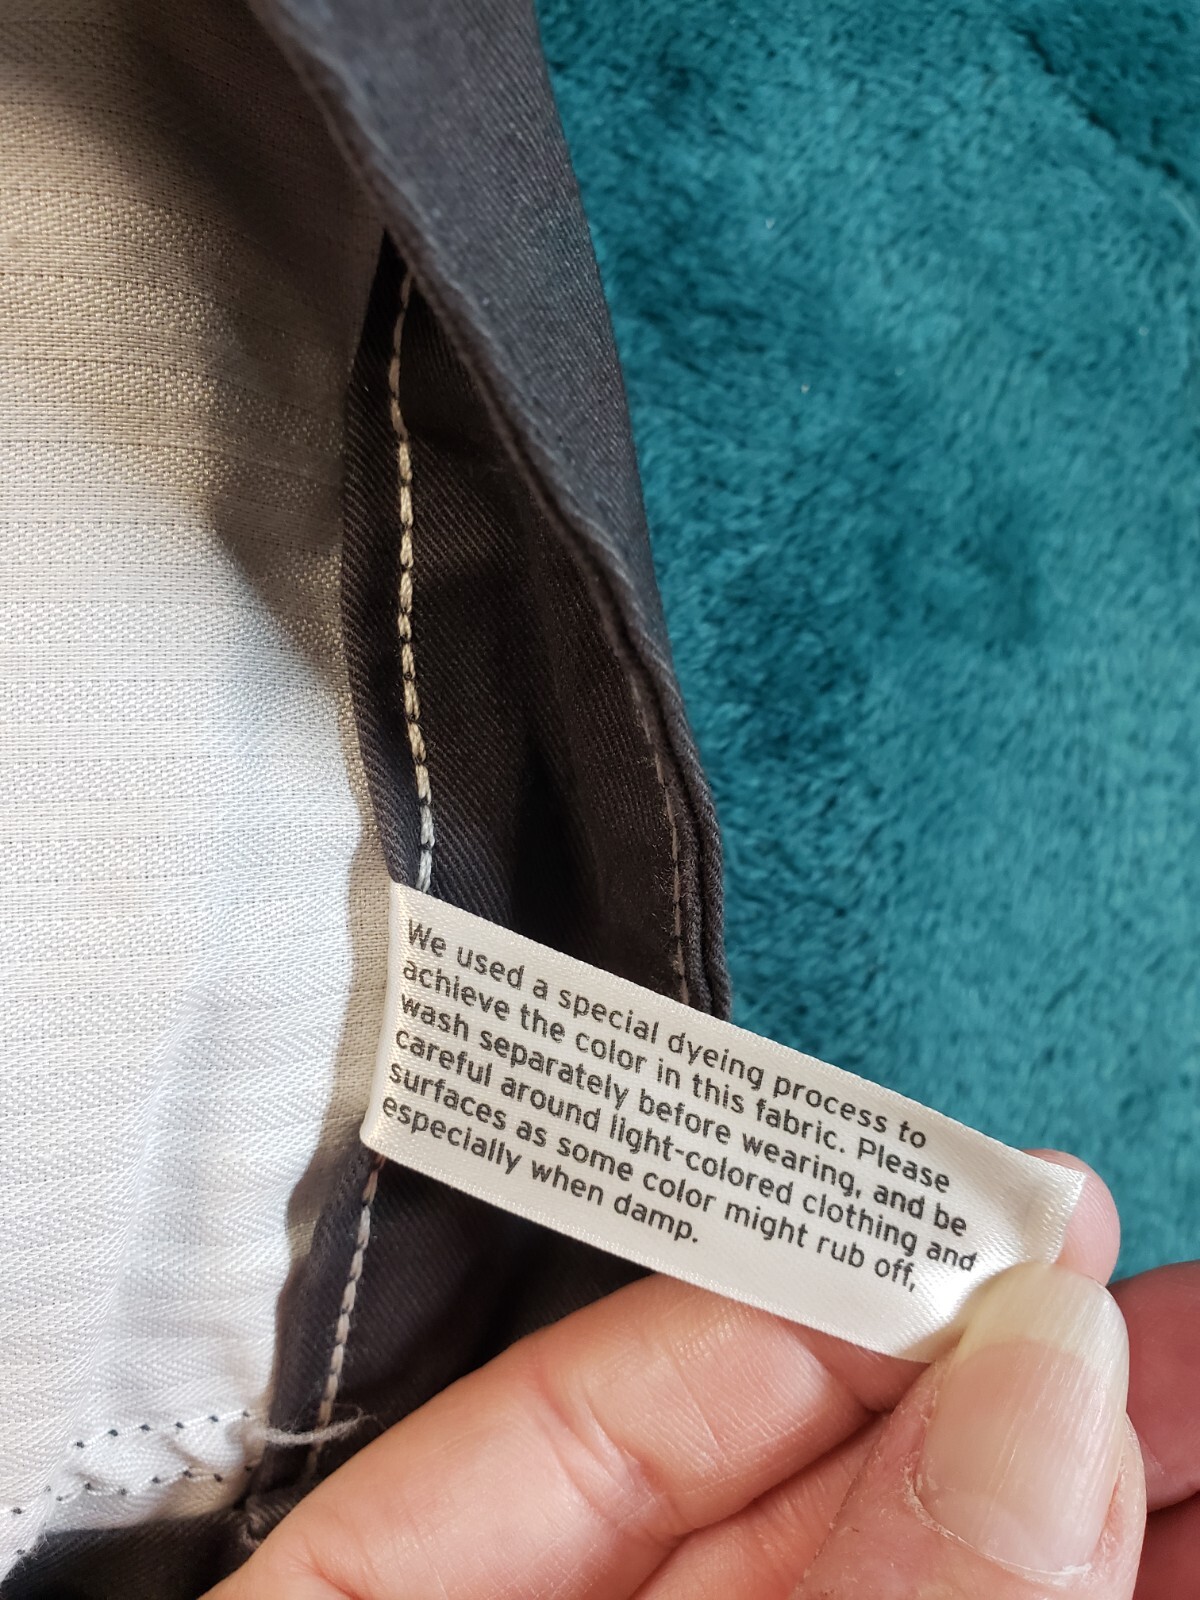 We used a special dyeing process to
achieve the color in this fabric. Please
wash separately before wearing, and be
careful around light-colored clothing and
surfaces as some color might rub off,
especially when damp.